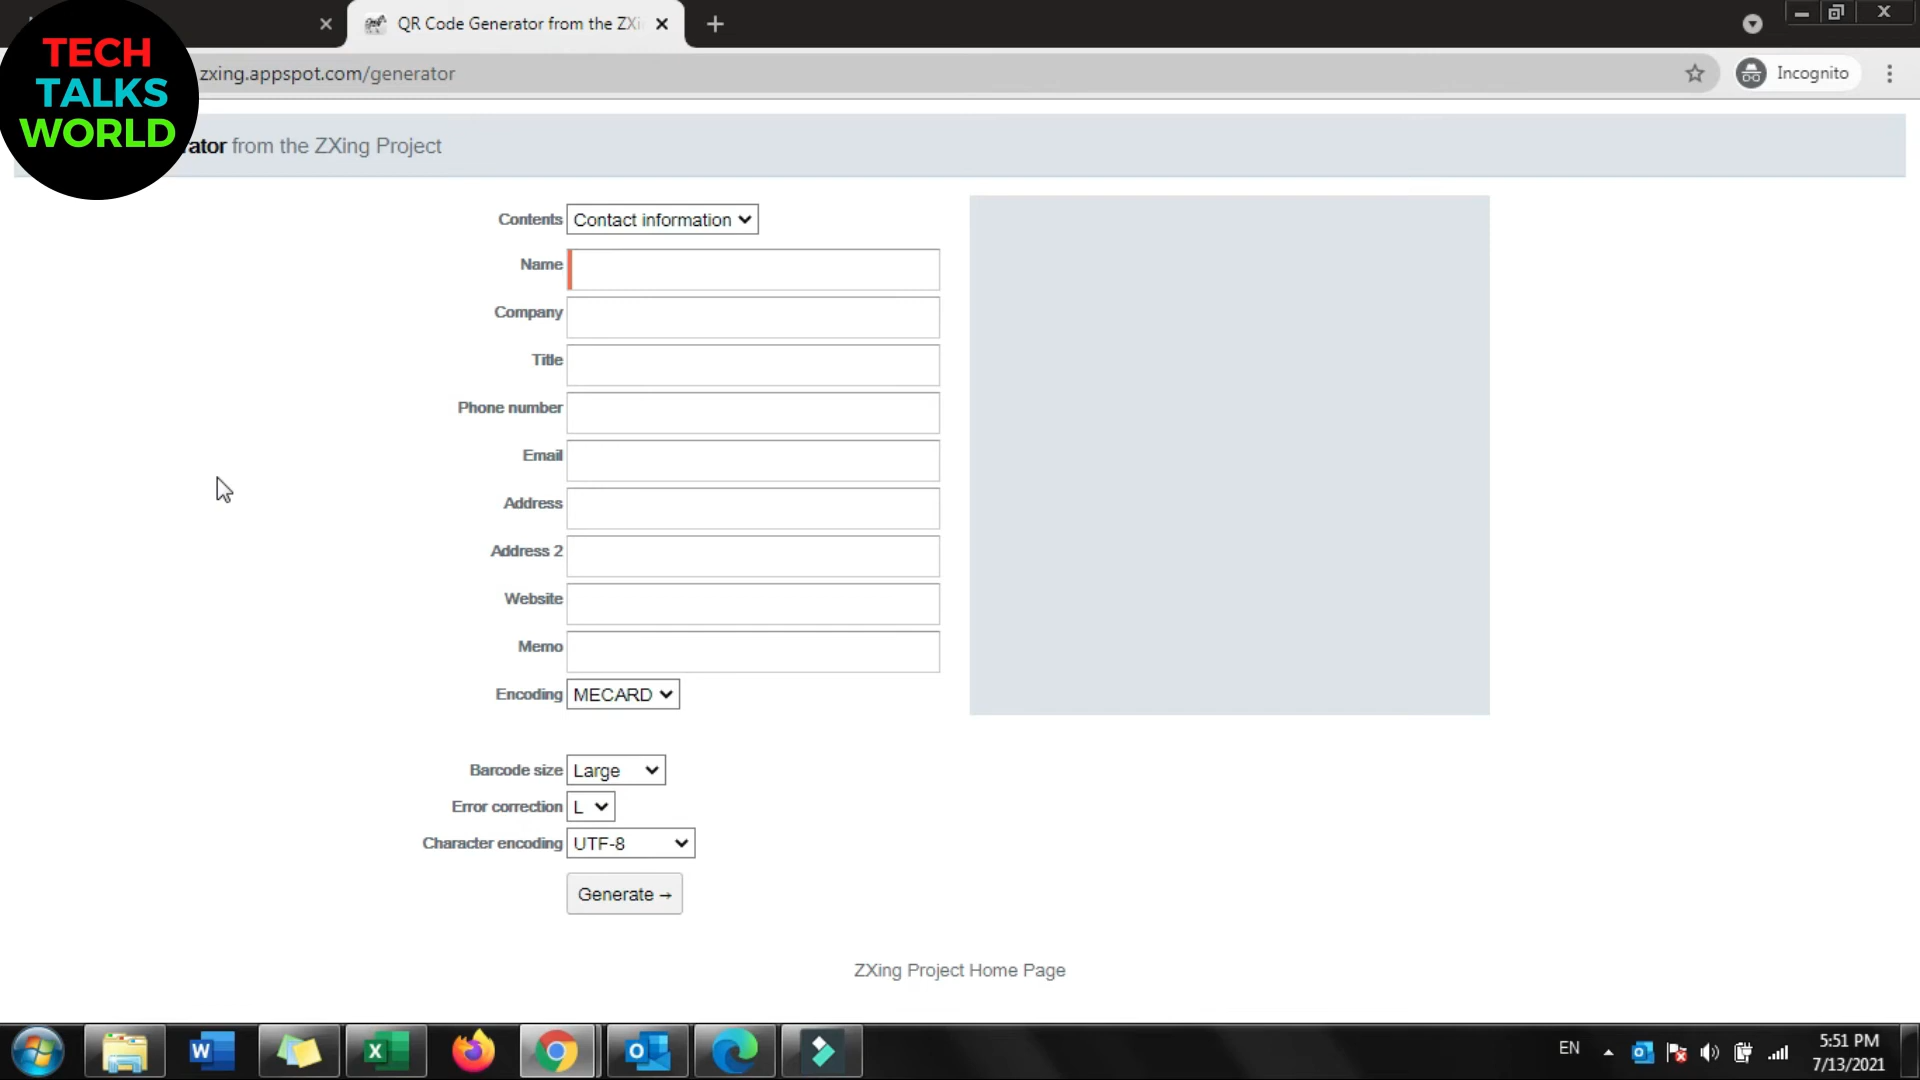 QR Code Generator from the ZXi
zxing.appspot.com/generator
Incognito
TECH
TALKS
WORLD
rator from the ZXing Project
Contents Contact information
Name
Company
Title
Phone number
Email
Address
Address 2
Website
Memo
Encoding MECARD
Barcode size Large
Error correction L
Character encoding UTF-8
Generate →
ZXing Project Home Page
EN
5:51 PM
7/13/2021